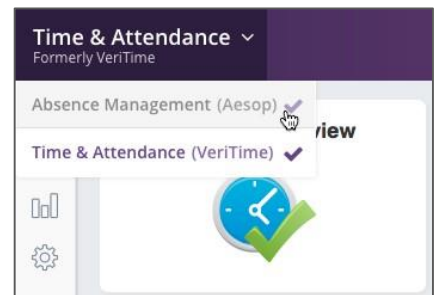 Time & Attendance
Formerly VeriTime
Absence Management (Aesop)
view
Time & Attendance (VeriTime)